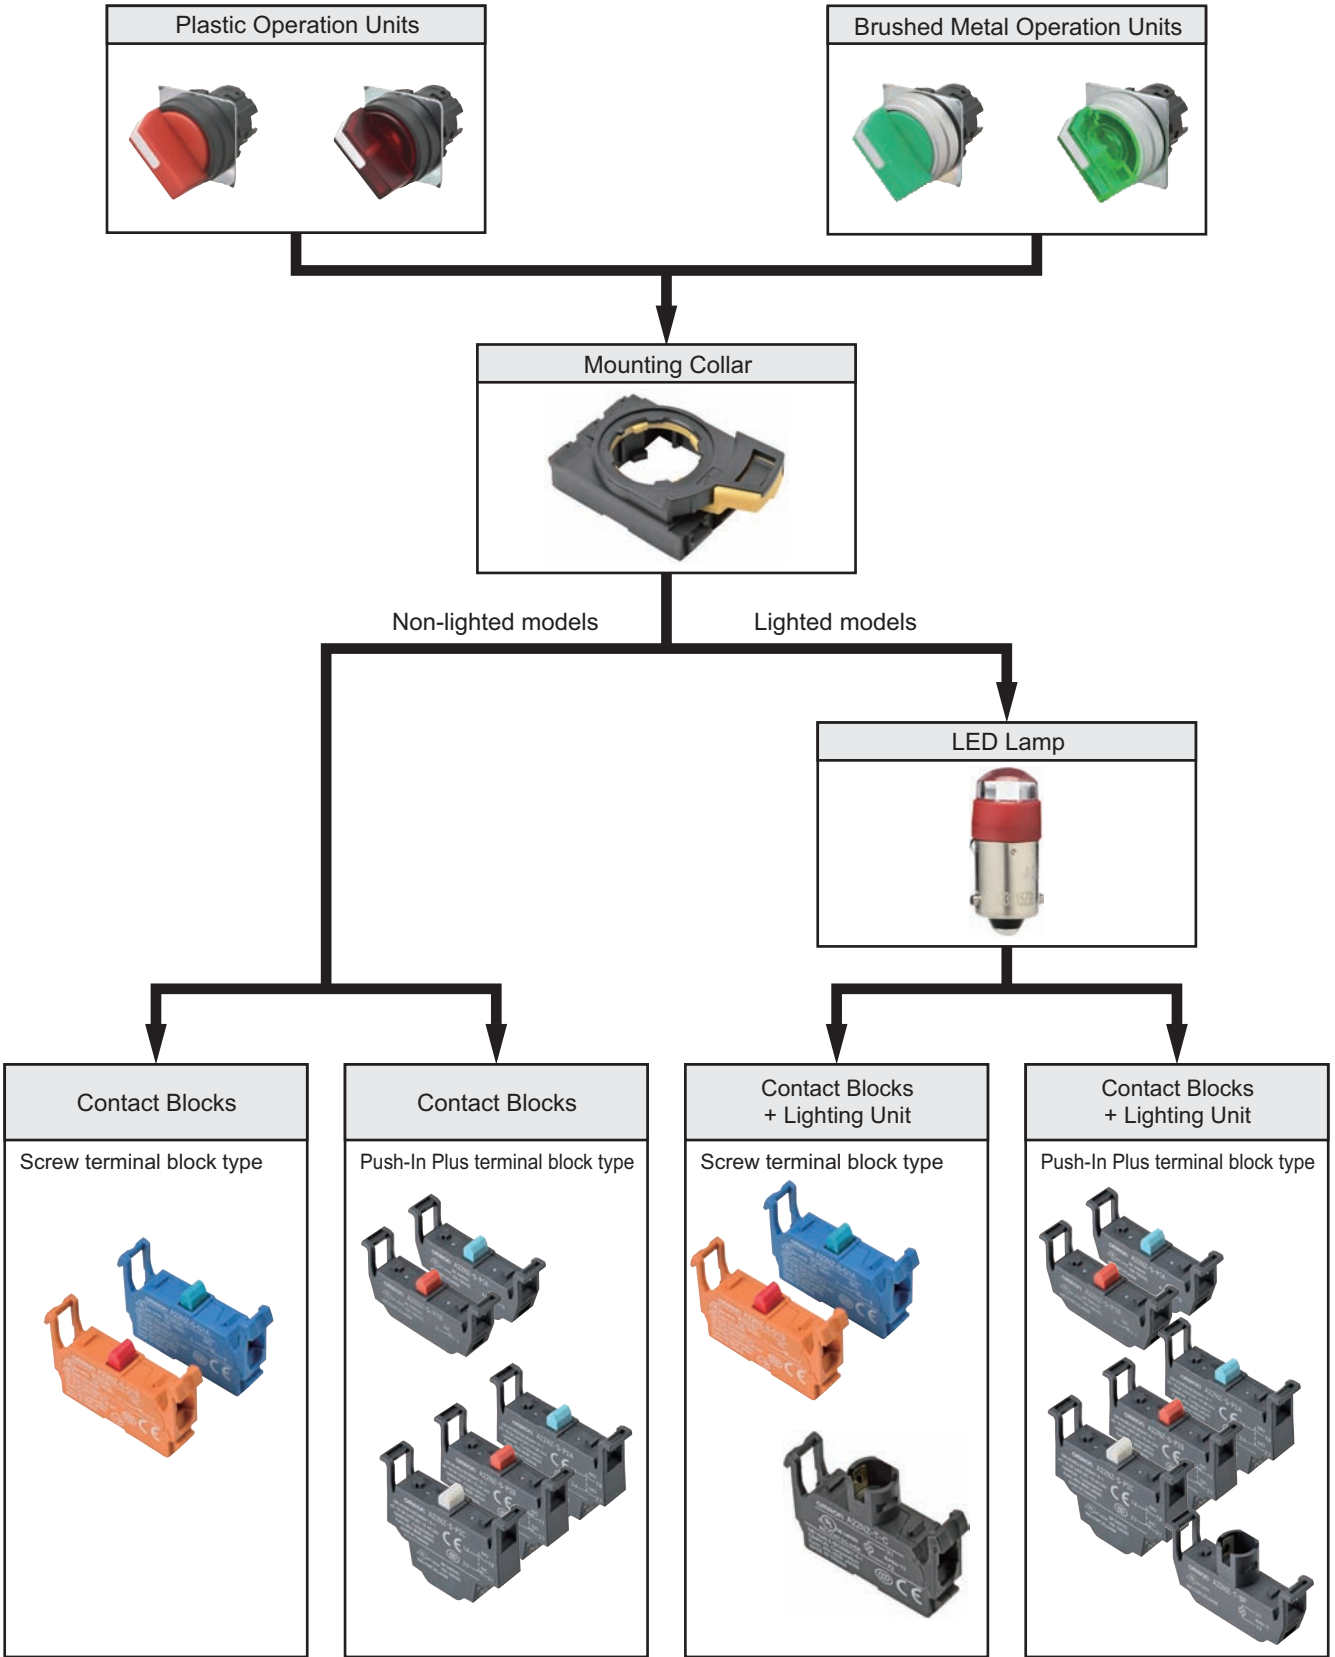 Plastic Operation Units
Brushed Metal Operation Units
Mounting Collar
Non-lighted models
Lighted models
LED Lamp
Contact Blocks
Contact Blocks
Contact Blocks
+ Lighting Unit
Contact Blocks
+ Lighting Unit
Screw terminal block type
Push-In Plus terminal block type
Screw terminal block type
Push-In Plus terminal block type